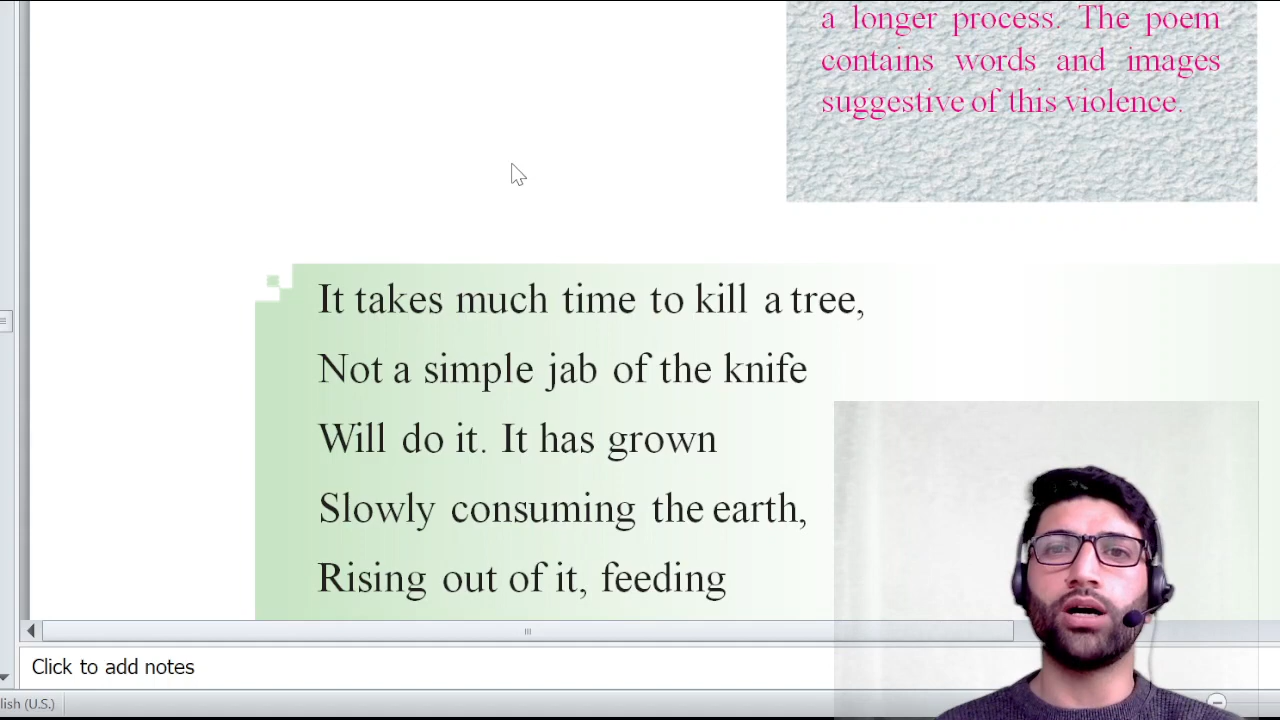 a longer process. The poem
contains words and images
suggestive of this violence.
It takes much time to kill a tree,
Not a simple jab of the knife
Will do it. It has grown
Slowly consuming the earth,
Rising out of it, feeding
Click to add notes
lish (U.S.)